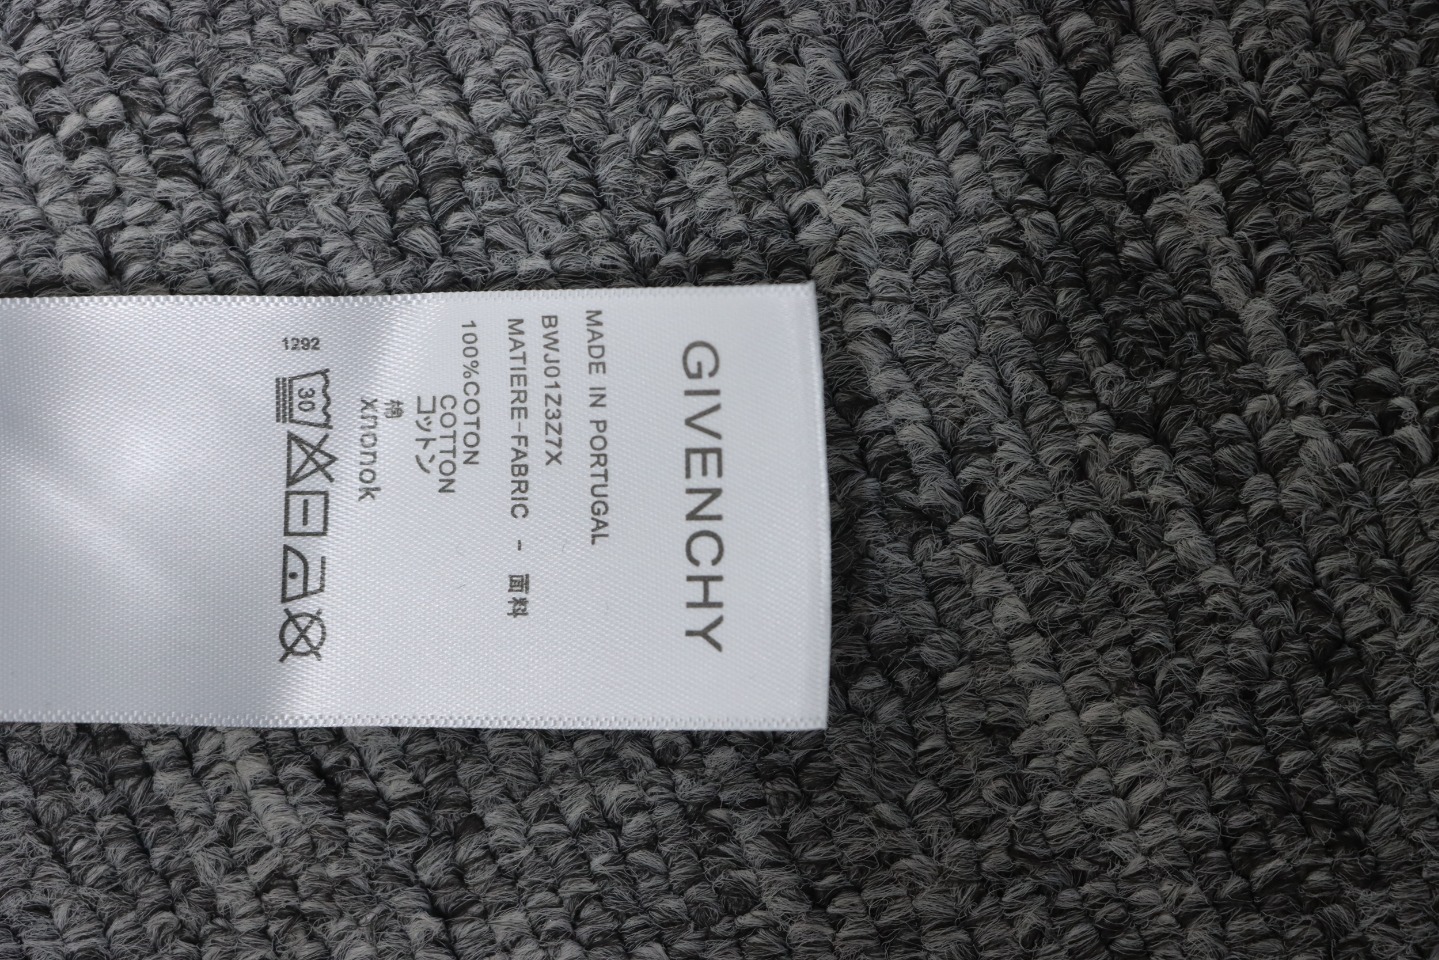 GIVENCHY
MADE IN PORTUGAL
BWJ01Z3Z7X
MATIERE-FABRIC - 面料
100%COTON
COTTON
コットン
棉
хлопок
30
1292